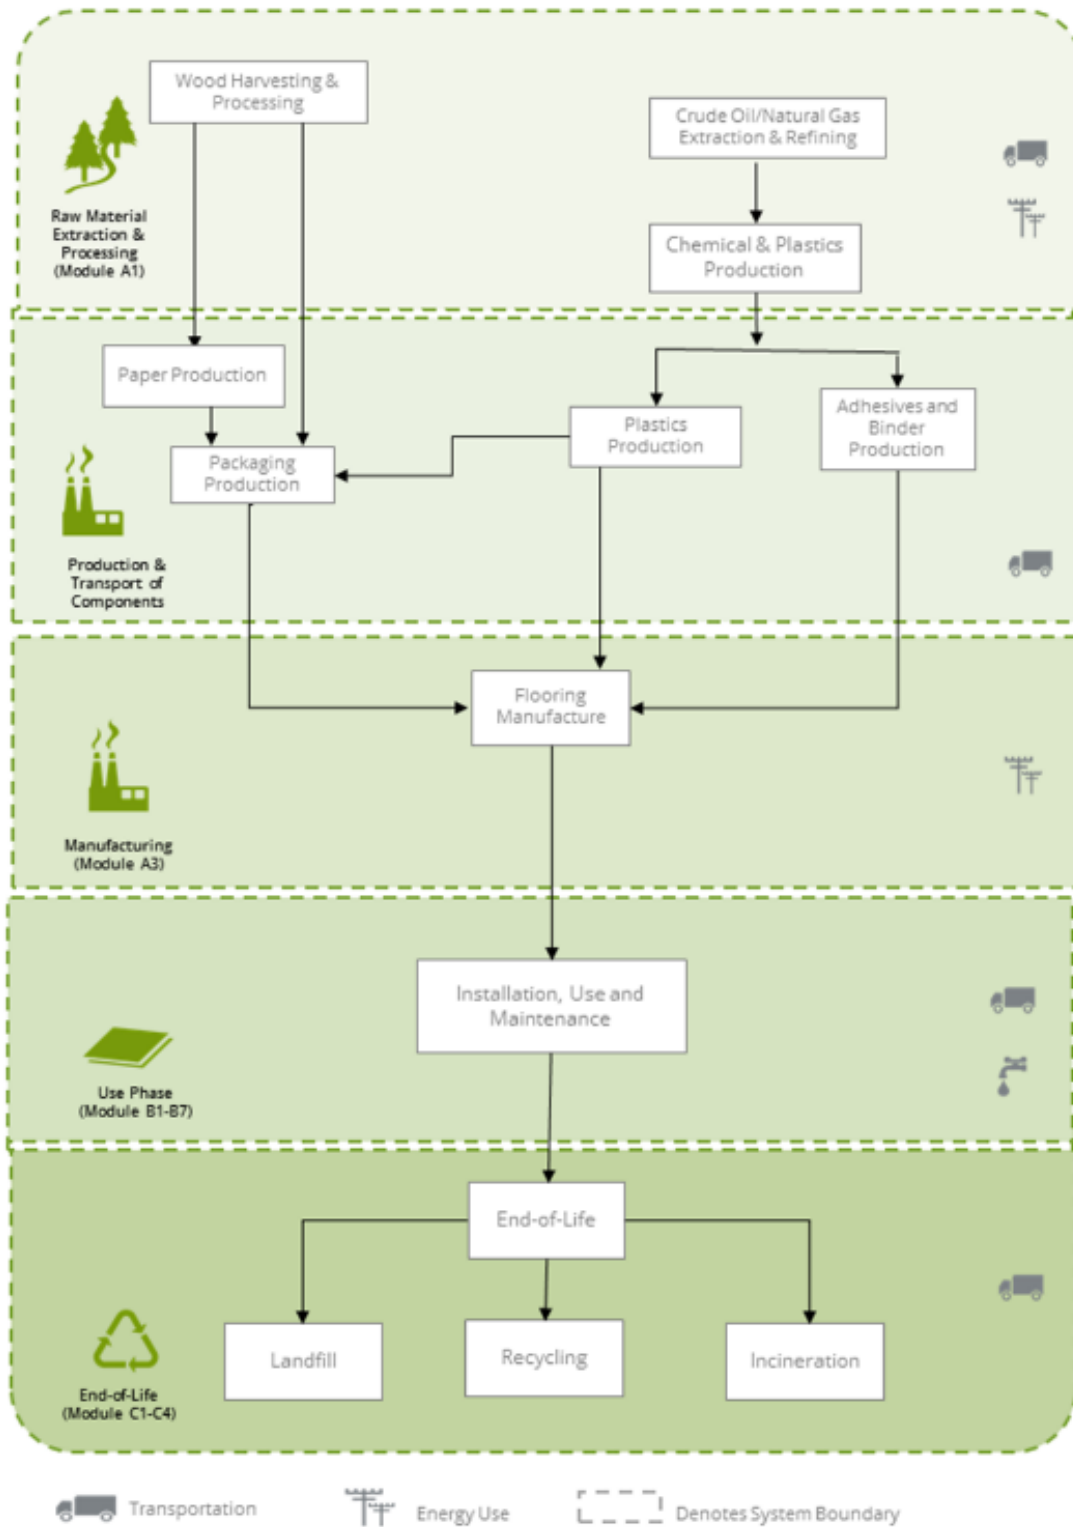 Wood Harvesting &
Processing
Crude Oil/Natural Gas
Extraction & Refining
Raw Material
Extraction &
Processing
(Module A1)
Chemical & Plastics
Production
Paper Production
Plastics
Production
Adhesives and
Binder
Production
Packaging
Production
Production &
Transport of
Components
Flooring
Manufacture
Manufacturing
(Module A3)
Installation, Use and
Maintenance
Use Phase
(Module B1-B7)
End-of-Life
Landfill
Recycling
Incineration
End-of-Life
(Module C1-C4)
Transportation
Energy Use
Denotes System Boundary